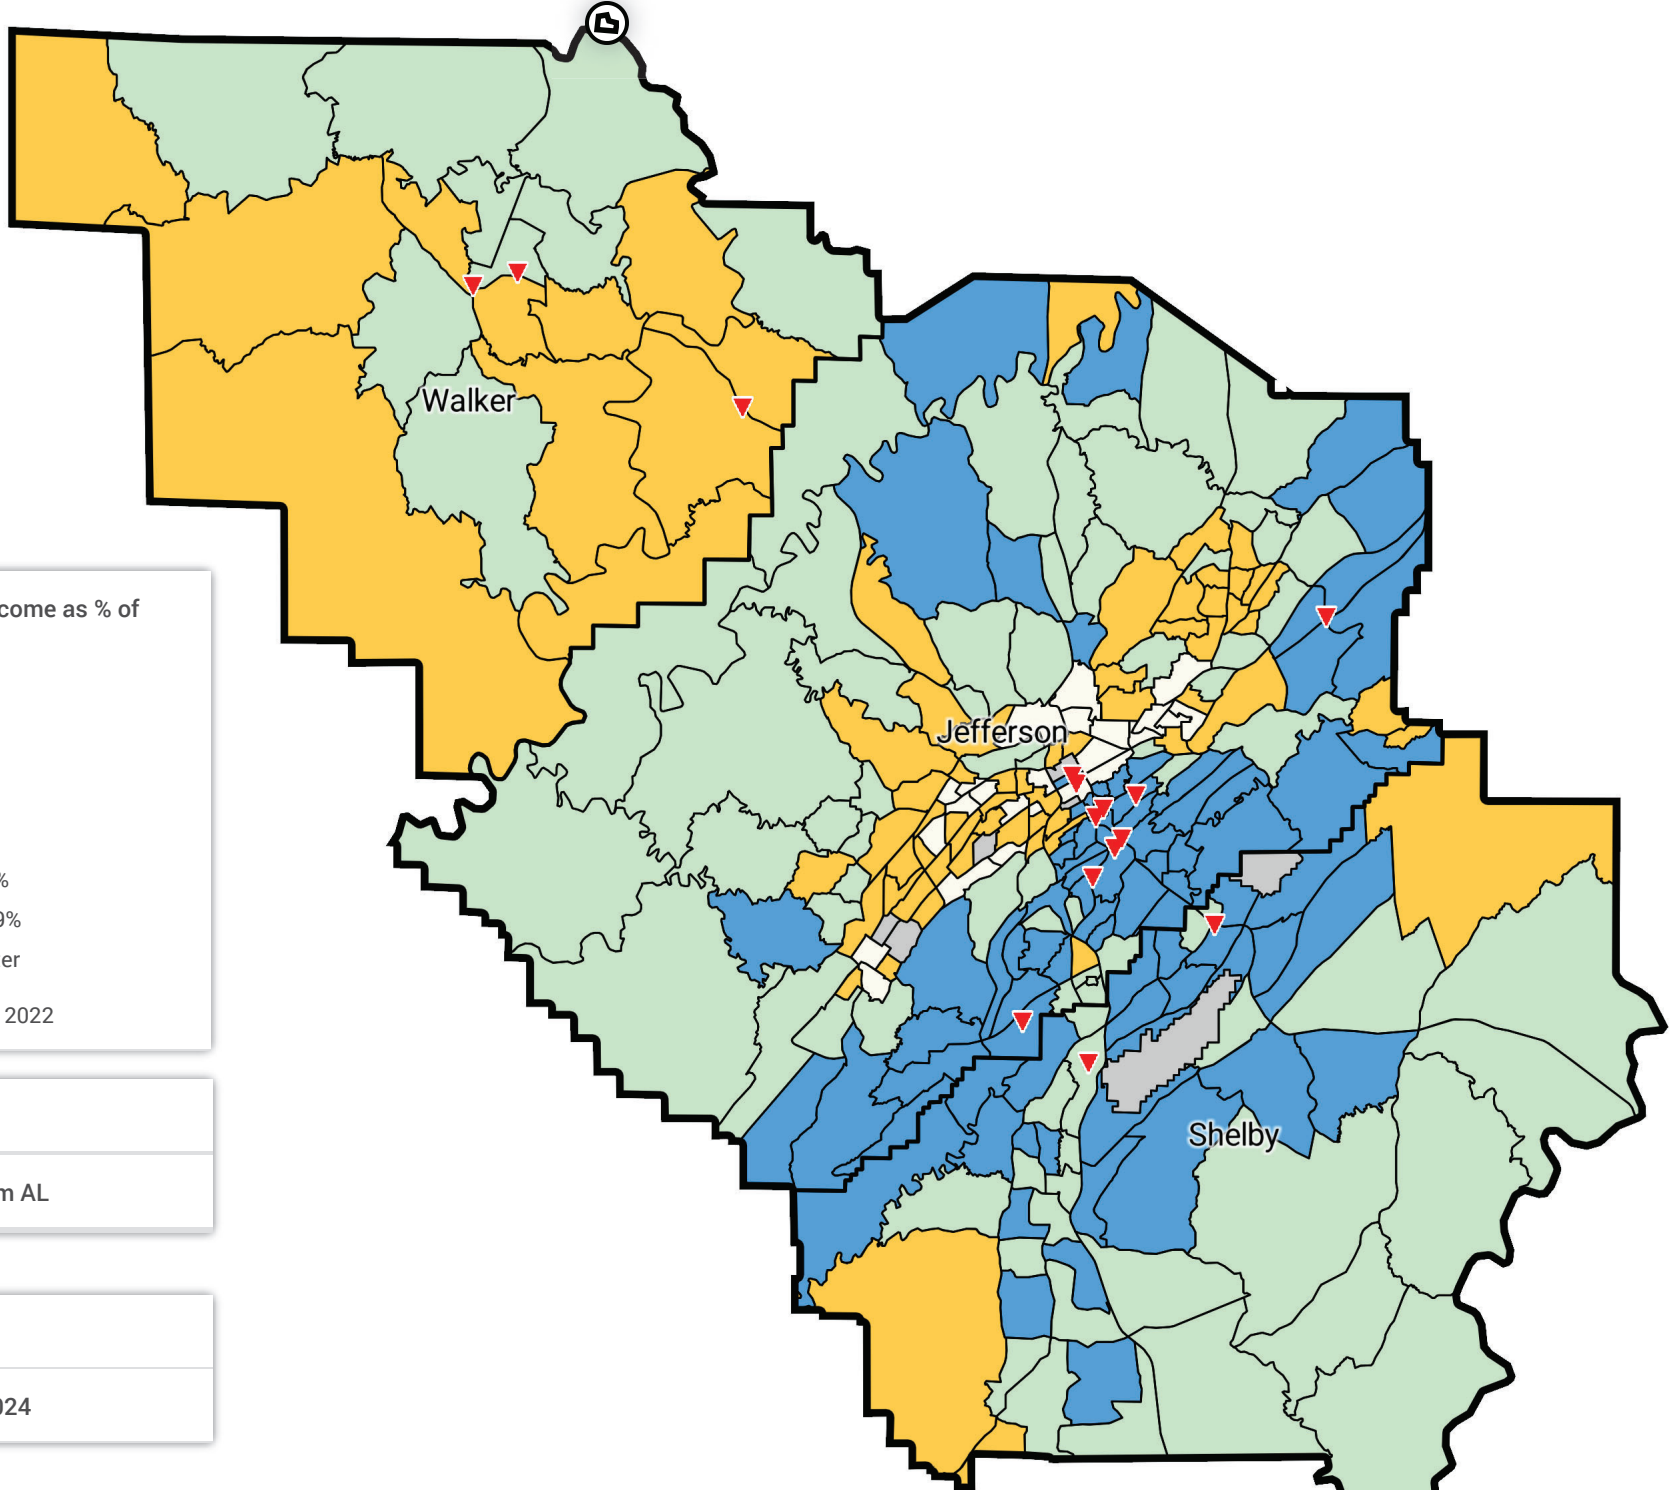 Walker
come as % of
Jefferson
%
9%
er
2022
Shelby
m AL
024